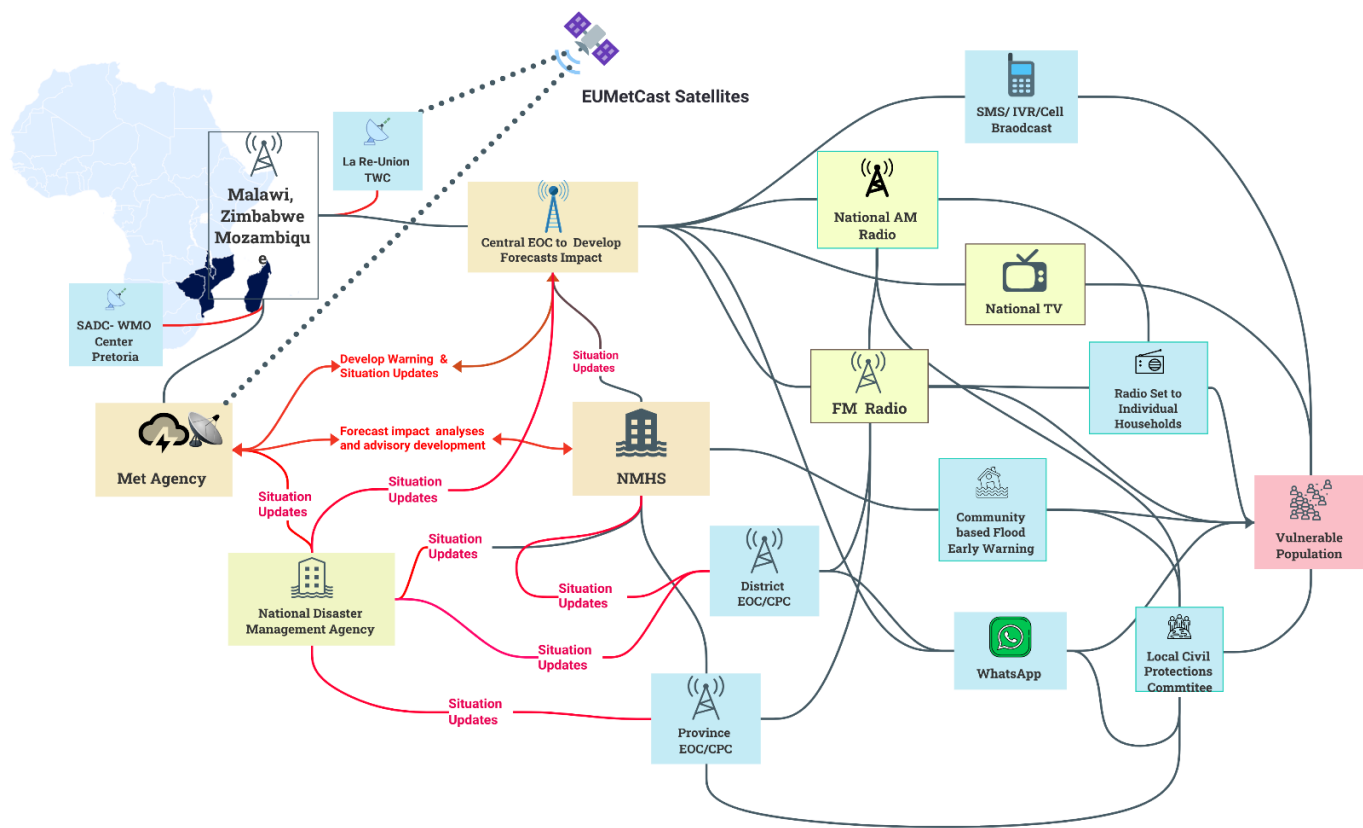 EUMetCast Satellites
SMS/ IVR/Cell
Braodcast
La Re-Union
TWC
Malawi,
Zimbabwe
Mozambiqu
e
National AM
Radio
Central EOC to Develop
Forecasts Impact
National TV
SADC- WMO
Center
Pretoria
Develop Warning &
Situation Updates
Situation
Updates
FM Radio
Radio Set to
Individual
Households
Forecast impact analyses
and advisory development
Met Agency
NMHS
Situation
Updates
Situation
Updates
Community
based Flood
Early Warning
Vulnerable
Population
Situation
Updates
National Disaster
Management Agency
Situation
Updates
District
EOC/CPC
Situation
Updates
WhatsApp
Local Civil
Protections
Commtitee
Situation
Updates
Province
EOC/CPC